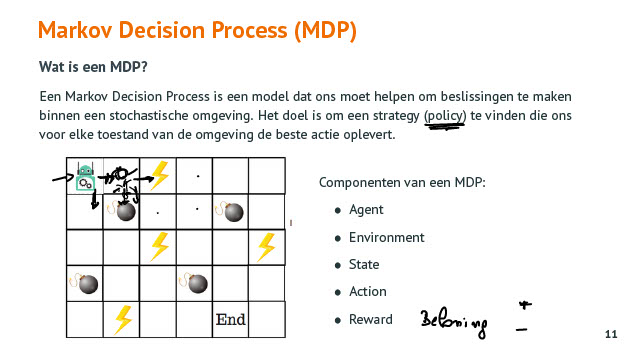 Markov Decision Process (MDP)
Wat is een MDP?
Een Markov Decision Process is een model dat ons moet helpen om beslissingen te maken
binnen een stochastische omgeving. Het doel is om een strategy (policy) te vinden die ons
voor elke toestand van de omgeving de beste actie oplevert.
Componenten van een MDP:
● Agent
● Environment
● State
● Action
● Reward Beloning + –
End
11